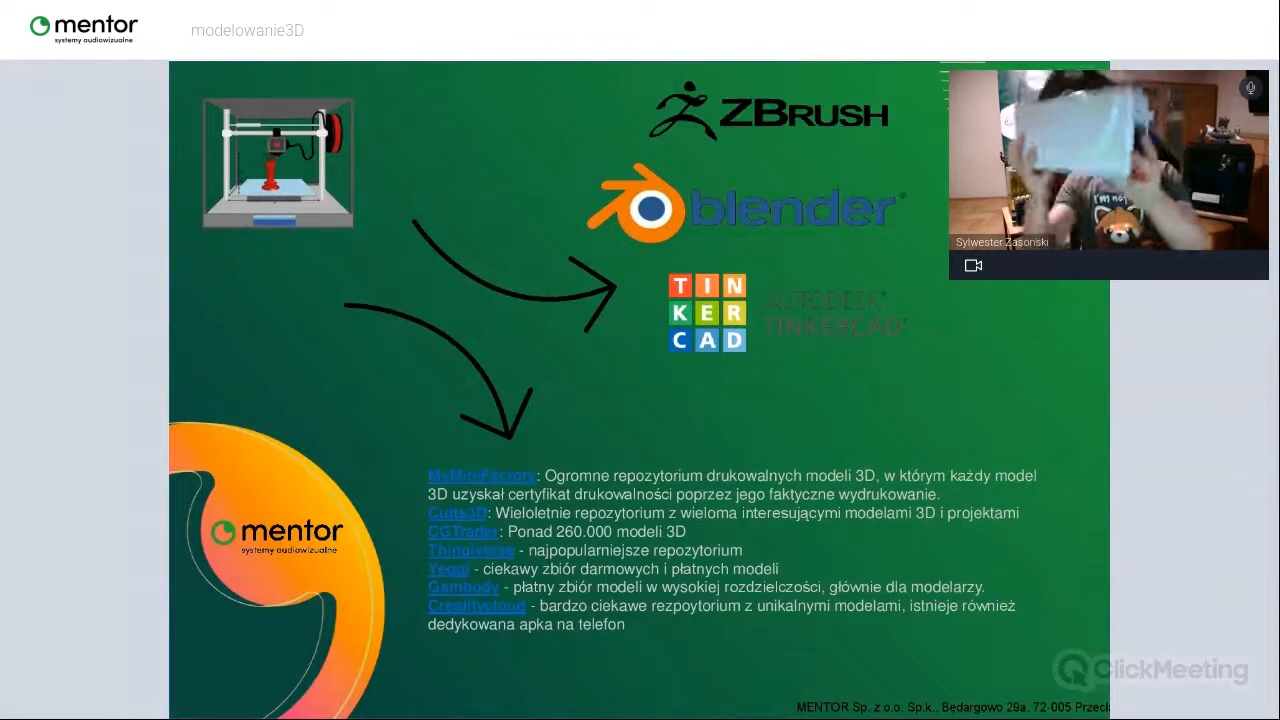 mentor
systemy audiowizualne
modelowanie3D
ZBRUSH
blender
I'm not
Sylwester Zasoński
TIN
KER
CAD
AUTODESK®
TINKERCAD®
MyMiniFactory: Ogromne repozytorium drukowalnych modeli 3D, w którym każdy model
3D uzyskał certyfikat drukowalności poprzez jego faktyczne wydrukowanie.
Cults3D: Wieloletnie repozytorium z wieloma interesującymi modelami 3D i projektami
CGTrader: Ponad 260.000 modeli 3D
Thingiverse - najpopularniejsze repozytorium
Yeggi - ciekawy zbiór darmowych i płatnych modeli
Gambody - płatny zbiór modeli w wysokiej rozdzielczości, głównie dla modelarzy.
Crealitycloud - bardzo ciekawe rezpoytorium z unikalnymi modelami, istnieje również
dedykowana apka na telefon
mentor
systemy audiowizualne
ClickMeeting
MENTOR Sp. z o.o. Sp.k., Będargowo 29a, 72-005 Przecł